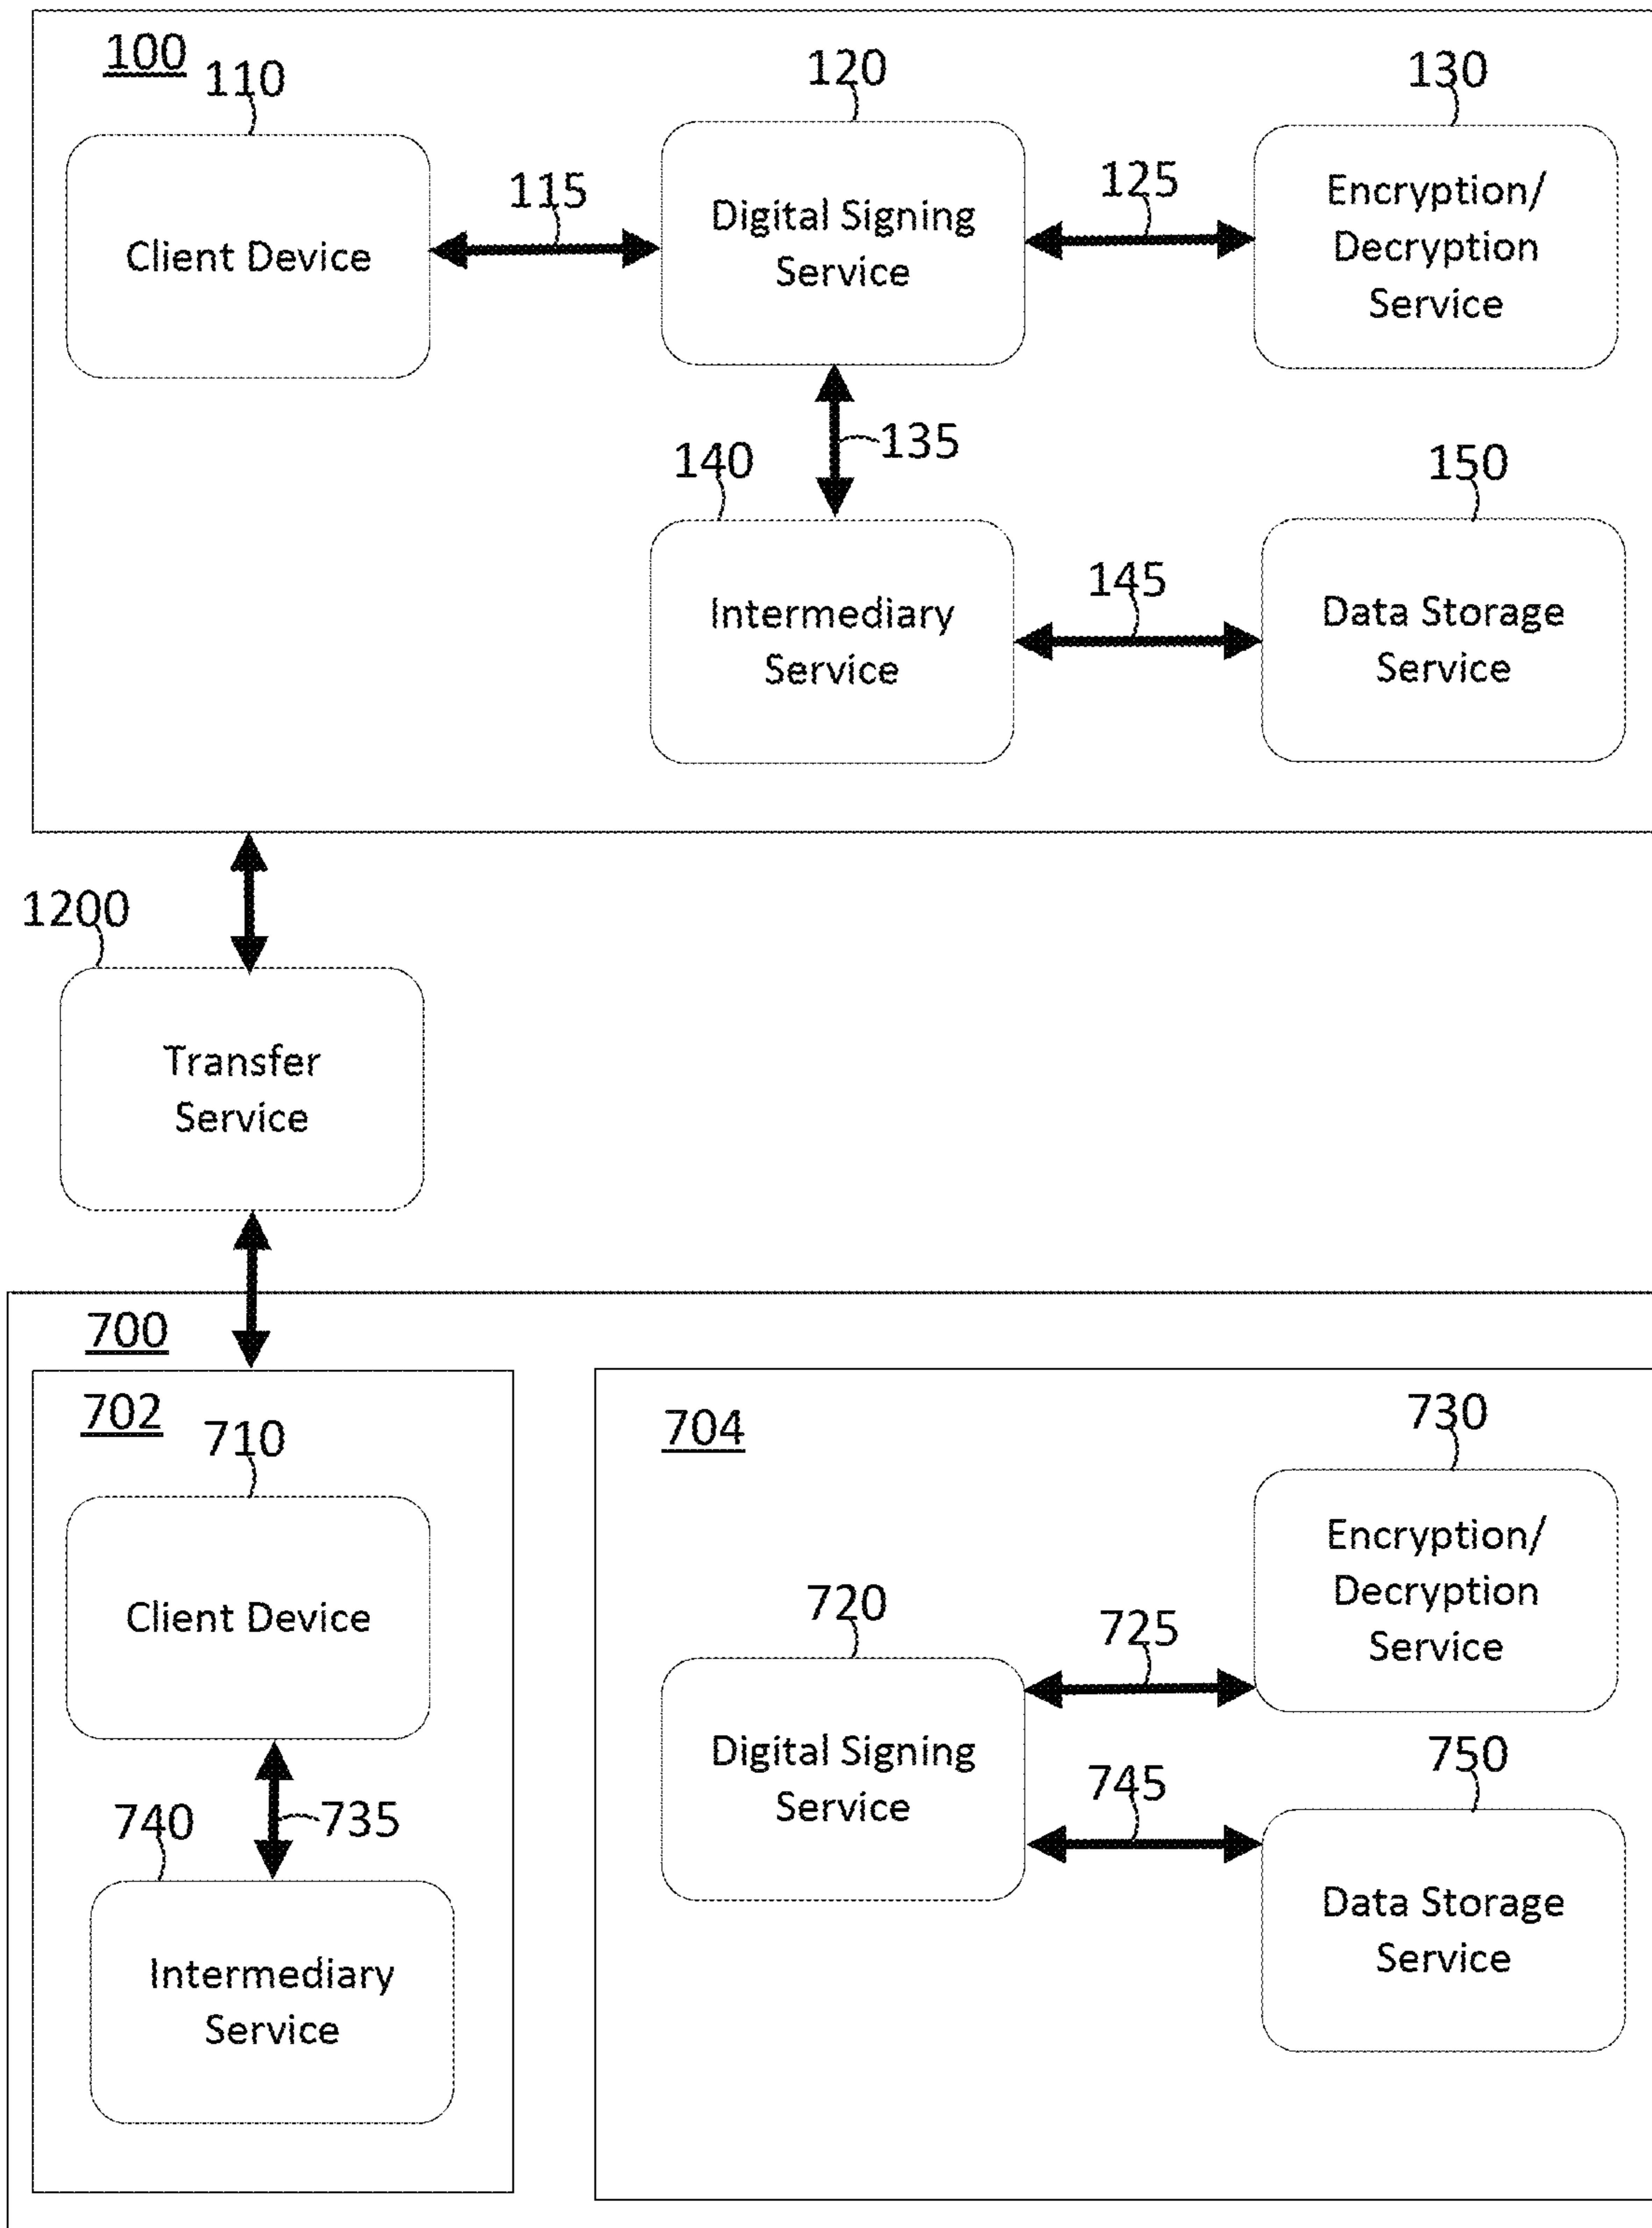 100
110
120
130
115
125
Client Device
Digital Signing
Service
Encryption/
Decryption
Service
135
140
150
145
Intermediary
Service
Data Storage
Service
1200
Transfer
Service
700
702
704
710
730
Client Device
Encryption/
Decryption
Service
720
725
Digital Signing
Service
745
750
735
740
Data Storage
Service
Intermediary
Service